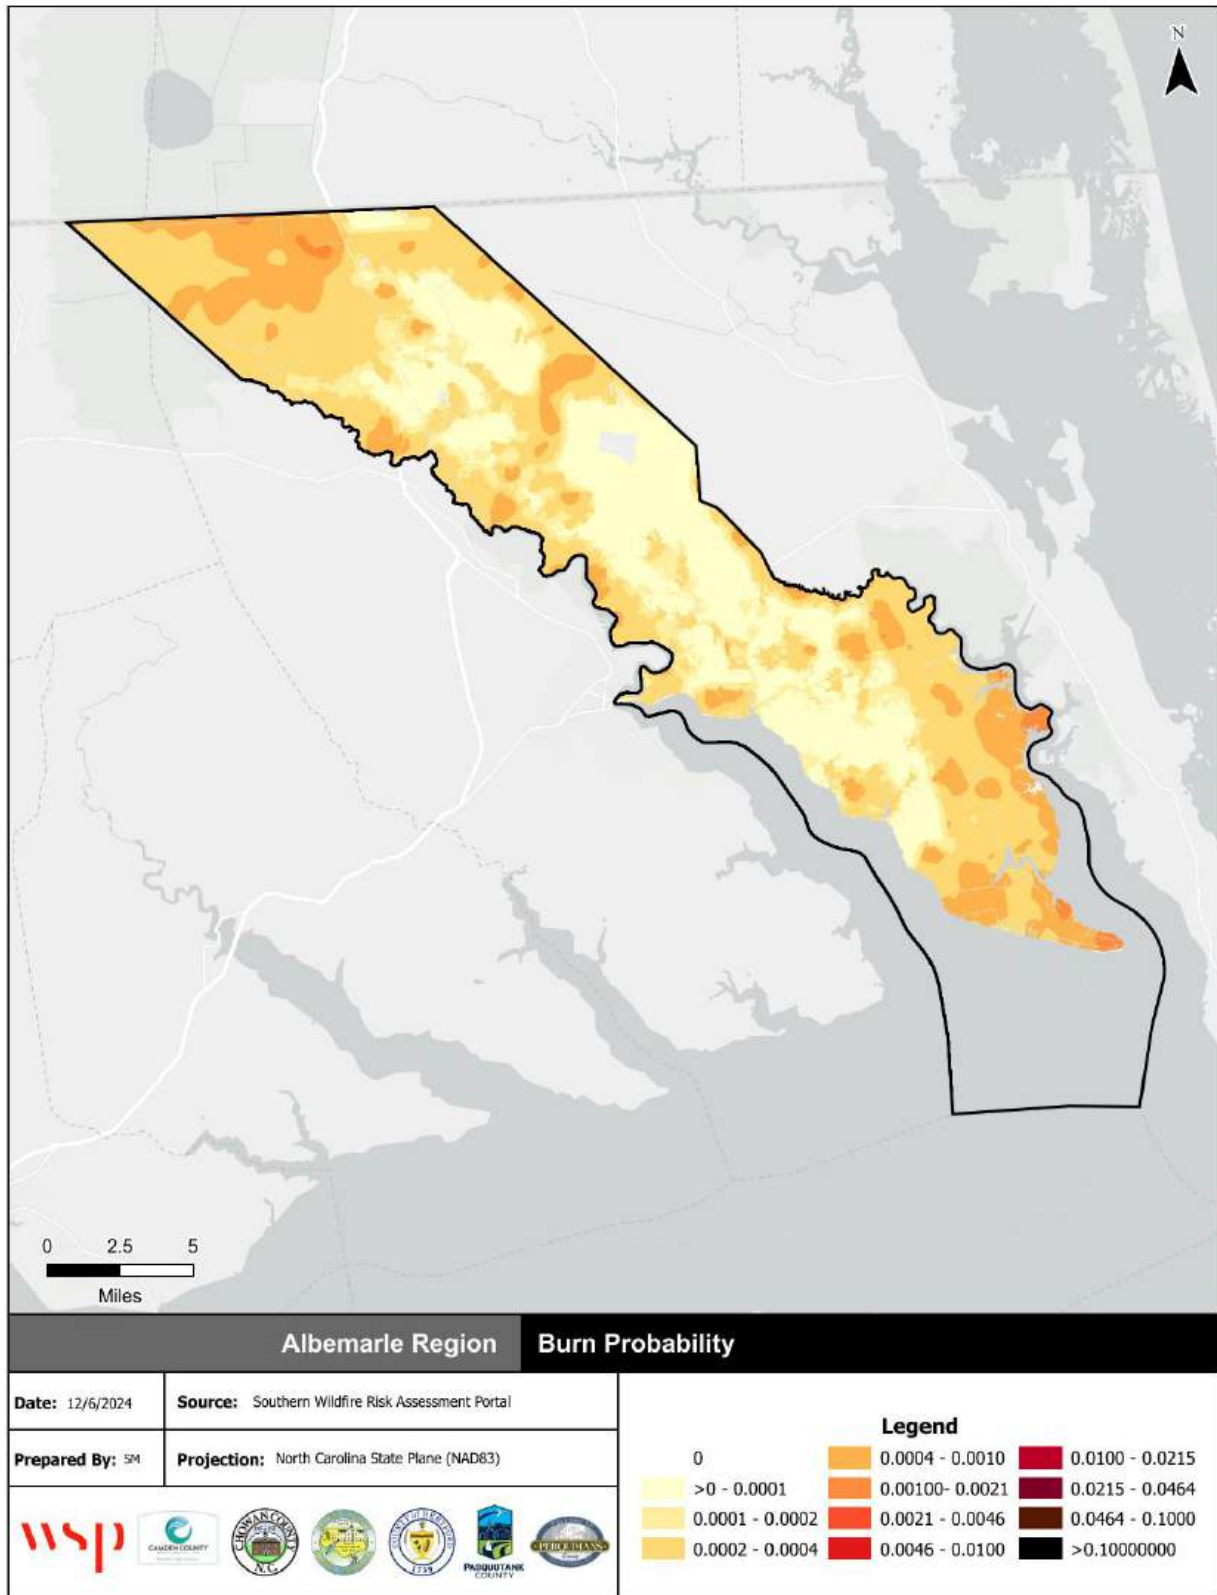 N
0 2.5 5
Miles
Albemarle Region Burn Probability
Date: 12/6/2024 Source: Southern Wildfire Risk Assessment Portal
Prepared By: SM Projection: North Carolina State Plane (NAD83)
Legend
0
>0 - 0.0001
0.0001 - 0.0002
0.0002 - 0.0004
0.0004 - 0.0010
0.00100- 0.0021
0.0021 - 0.0046
0.0046 - 0.0100
0.0100 - 0.0215
0.0215 - 0.0464
0.0464 - 0.1000
>0.10000000
wsp
CAMDEN COUNTY
CHOWAN COUNTY
N.C.
1759
PASQUOTANK
COUNTY
PERQUIMANS